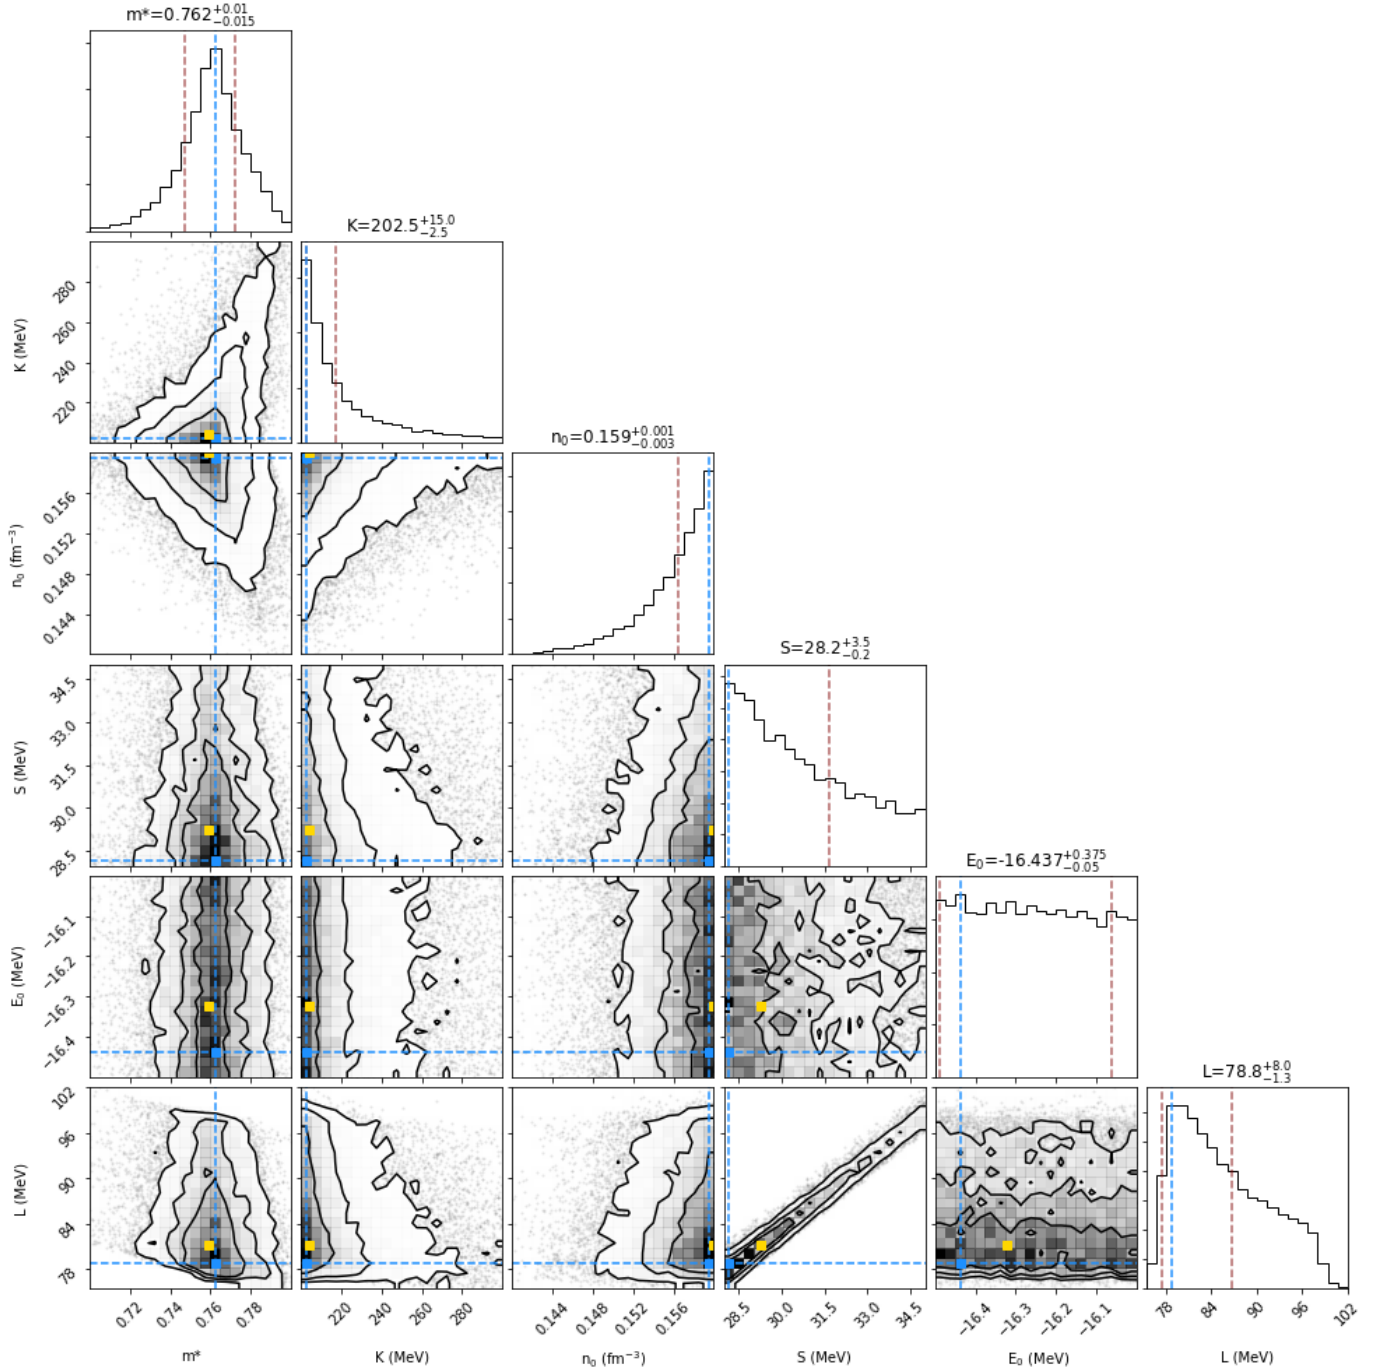 m*=0.762+0.01−0.015
K=202.5+15.0−2.5
K (MeV)
280
260
240
220
n0=0.159+0.001−0.003
n0 (fm−3)
0.156
0.152
0.148
0.144
S=28.2+3.5−0.2
S (MeV)
34.5
33.0
31.5
30.0
28.5
E0=-16.437+0.375−0.05
E0 (MeV)
−16.1
−16.2
−16.3
−16.4
L=78.8+8.0−1.3
L (MeV)
102
96
90
84
78
0.72 0.74 0.76 0.78
220 240 260 280
0.144 0.148 0.152 0.156
28.5 30.0 31.5 33.0 34.5
−16.4 −16.3 −16.2 −16.1
78 84 90 96 102
m* K (MeV) n0 (fm−3) S (MeV) E0 (MeV) L (MeV)